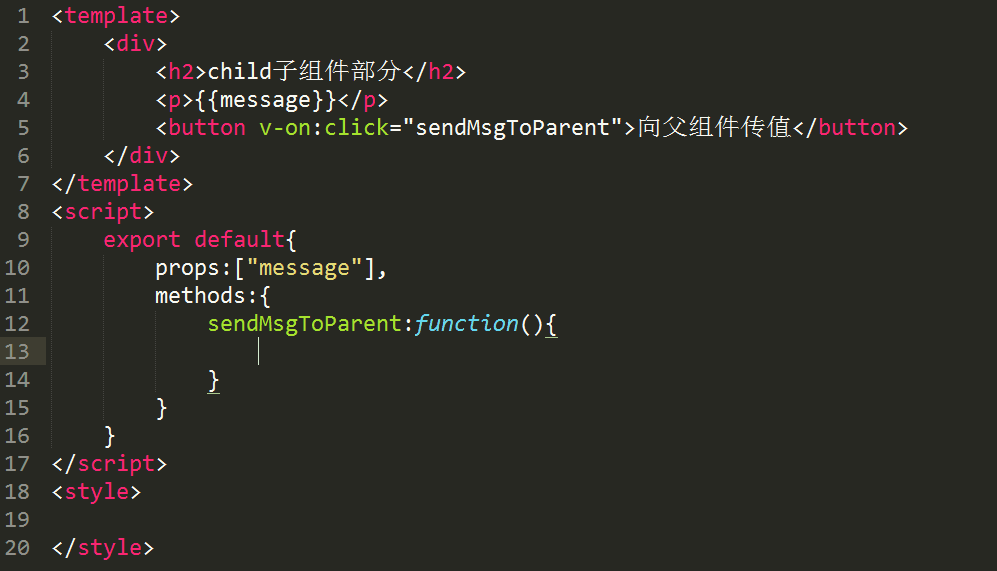 1 <template>
2     <div>
3         <h2>child子组件部分</h2>
4         <p>{{message}}</p>
5         <button v-on:click="sendMsgToParent">向父组件传值</button>
6     </div>
7 </template>
8 <script>
9     export default{
10         props:["message"],
11         methods:{
12             sendMsgToParent:function(){
13
14             }
15         }
16     }
17 </script>
18 <style>
19
20 </style>